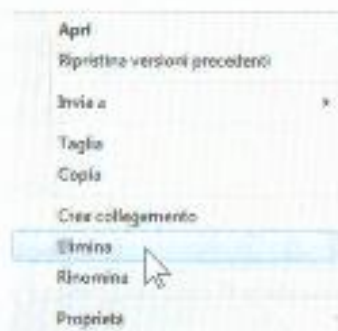 Apri
Ripristina versioni precedenti
Invia a
Taglia
Copia
Crea collegamento
Elimina
Rinomina
Proprietà